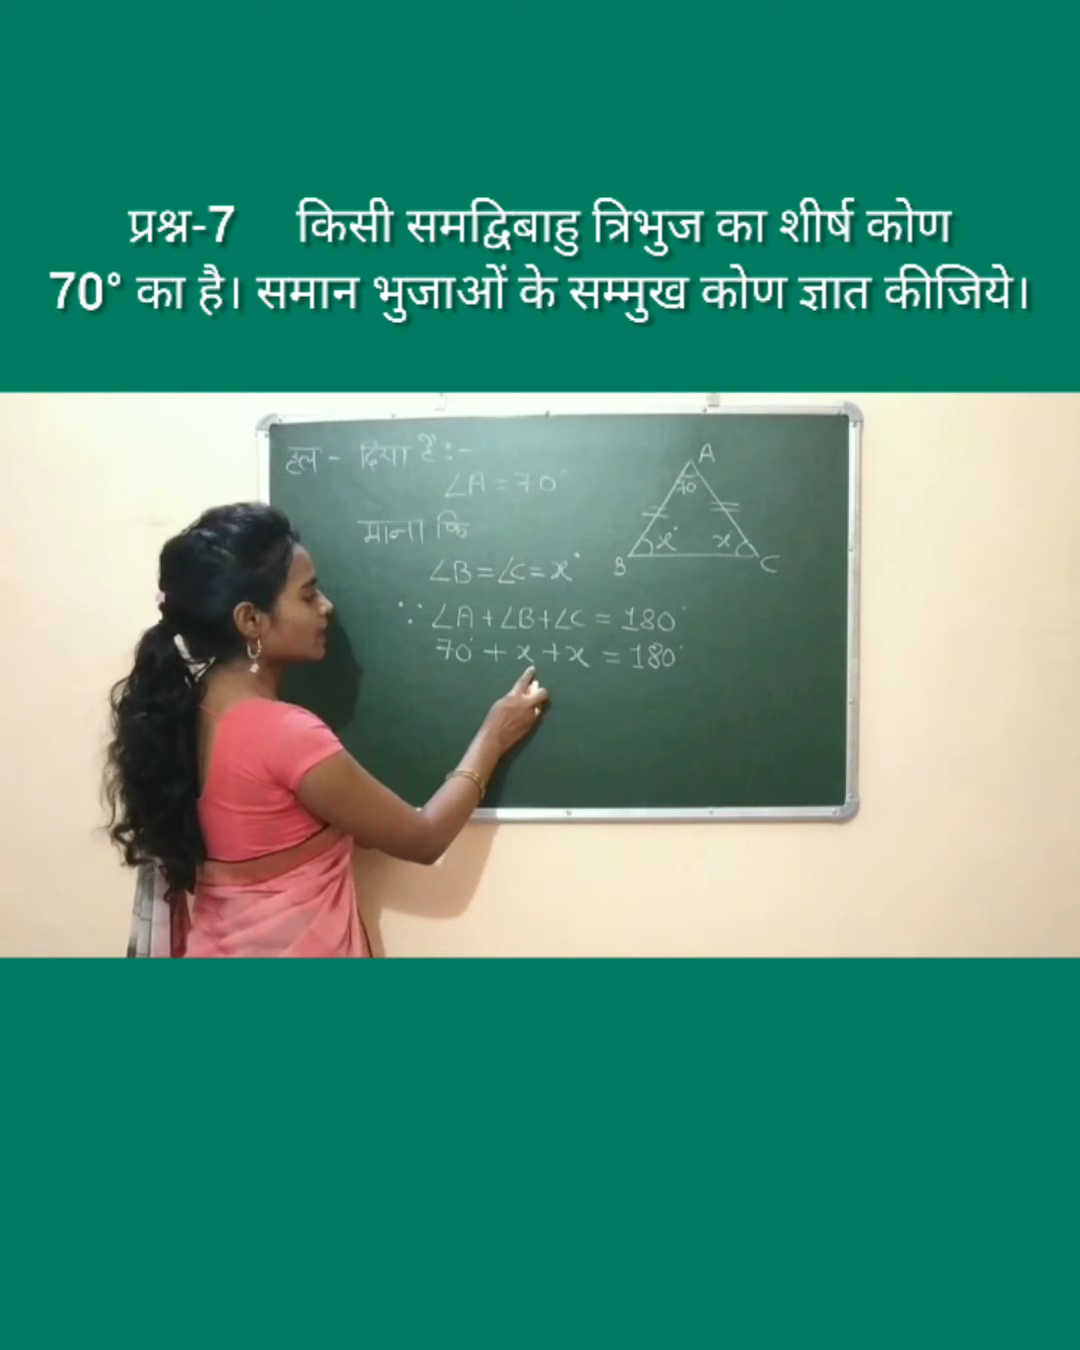 प्रश्न-7 किसी समद्विबाहु त्रिभुज का शीर्ष कोण
70° का है। समान भुजाओं के सम्मुख कोण ज्ञात कीजिये।
हल - दिया है :-
∠A = 70°
माना कि
∠B = ∠C = x°
∵ ∠A + ∠B + ∠C = 180°
70° + x + x = 180°
A
70
x° x
B C